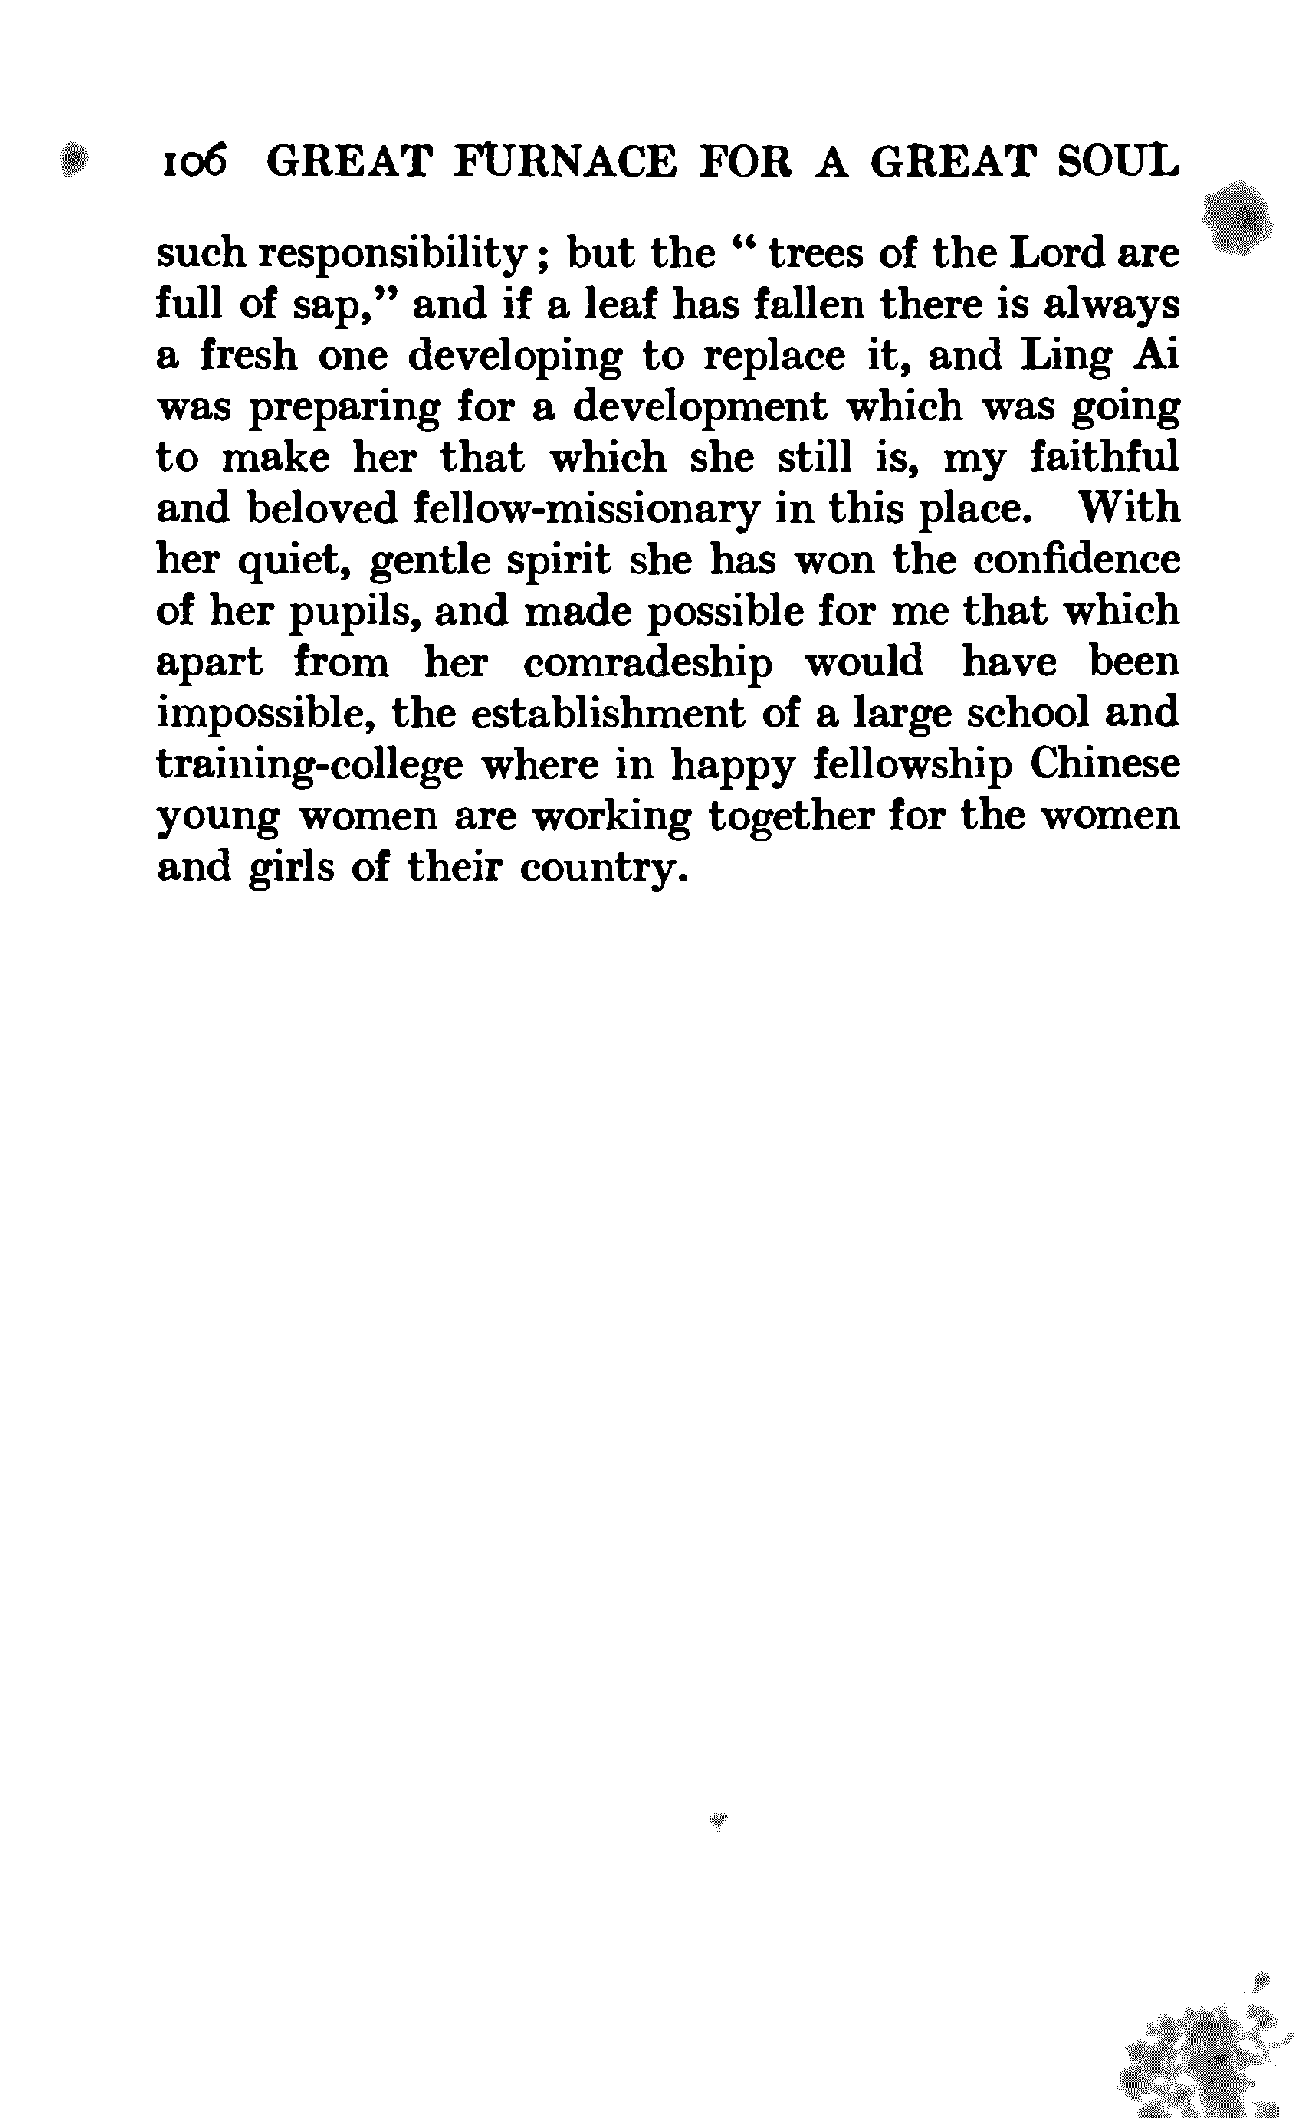 106 GREAT FURNACE FOR A GREAT SOUL
such responsibility ; but the “ trees of the Lord are
full of sap,” and if a leaf has fallen there is always
a fresh one developing to replace it, and Ling Ai
was preparing for a development which was going
to make her that which she still is, my faithful
and beloved fellow-missionary in this place. With
her quiet, gentle spirit she has won the confidence
of her pupils, and made possible for me that which
apart from her comradeship would have been
impossible, the establishment of a large school and
training-college where in happy fellowship Chinese
young women are working together for the women
and girls of their country.